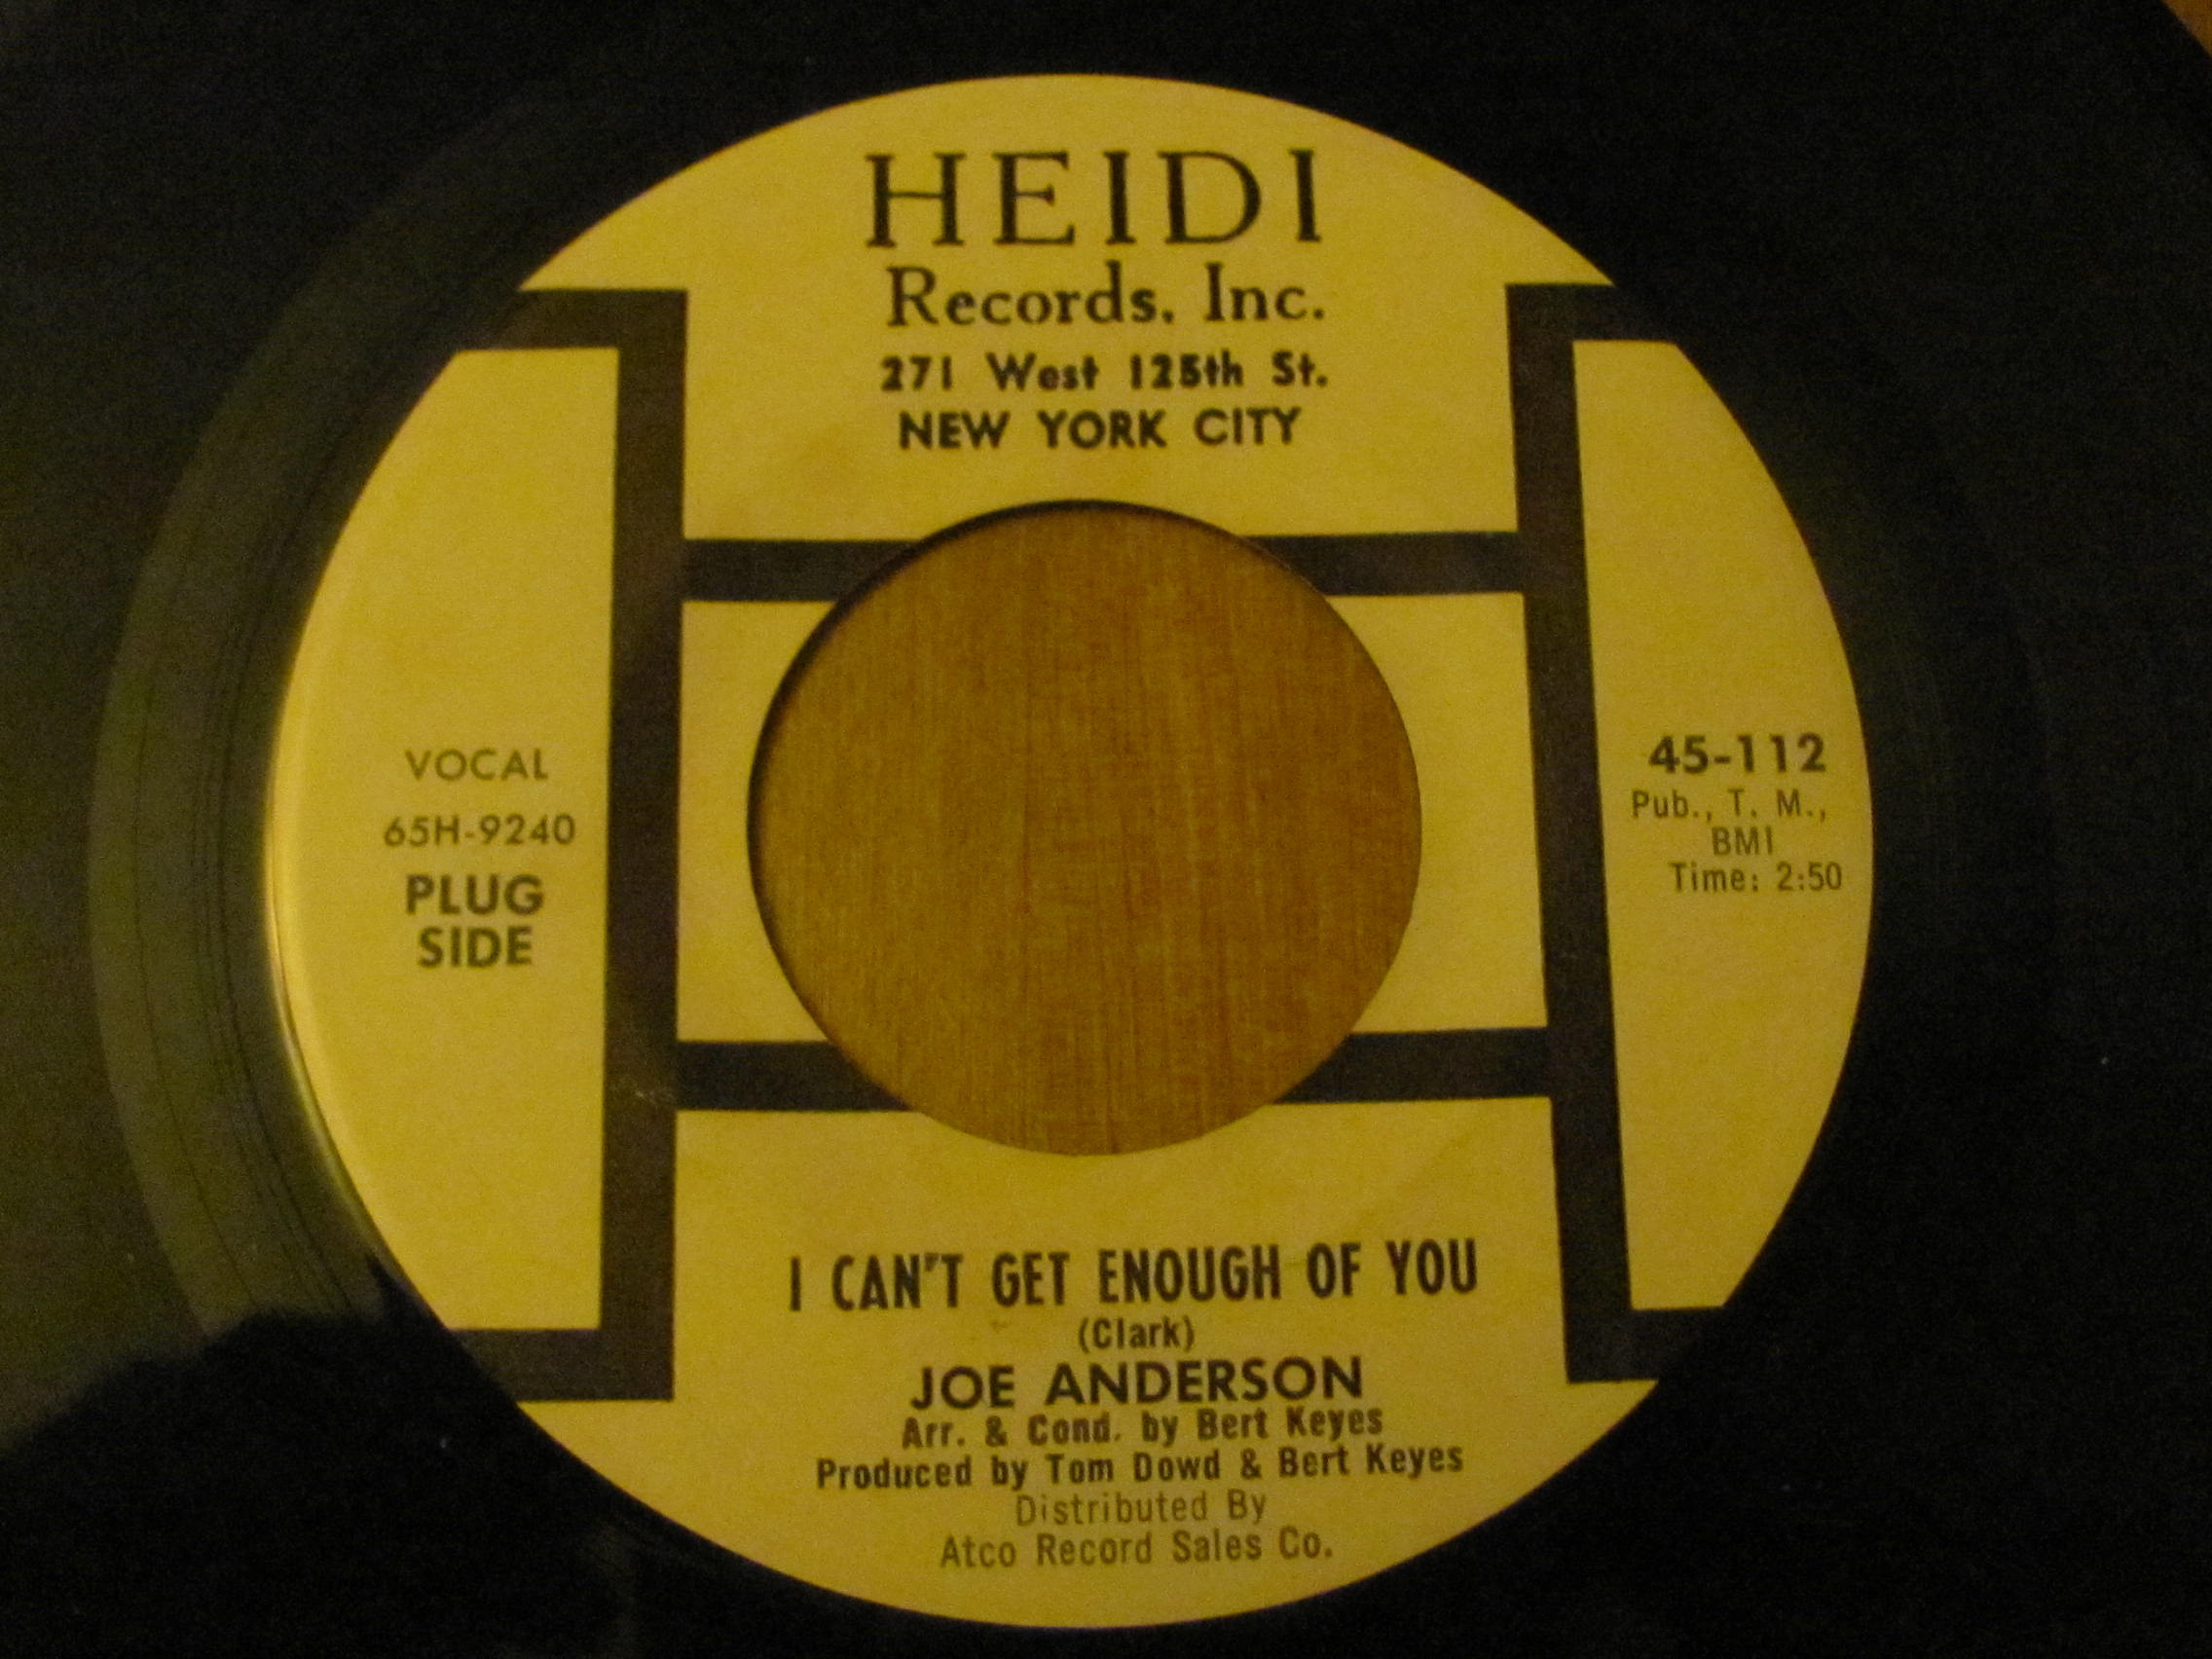 HEIDI
Records, Inc.
271 West 125th St.
NEW YORK CITY
VOCAL
65H-9240
PLUG
SIDE
45-112
Pub., T. M.,
BMI
Time: 2:50
I CAN'T GET ENOUGH OF YOU
(Clark)
JOE ANDERSON
Arr. & Cond. by Bert Keyes
Produced by Tom Dowd & Bert Keyes
Distributed By
Atco Record Sales Co.